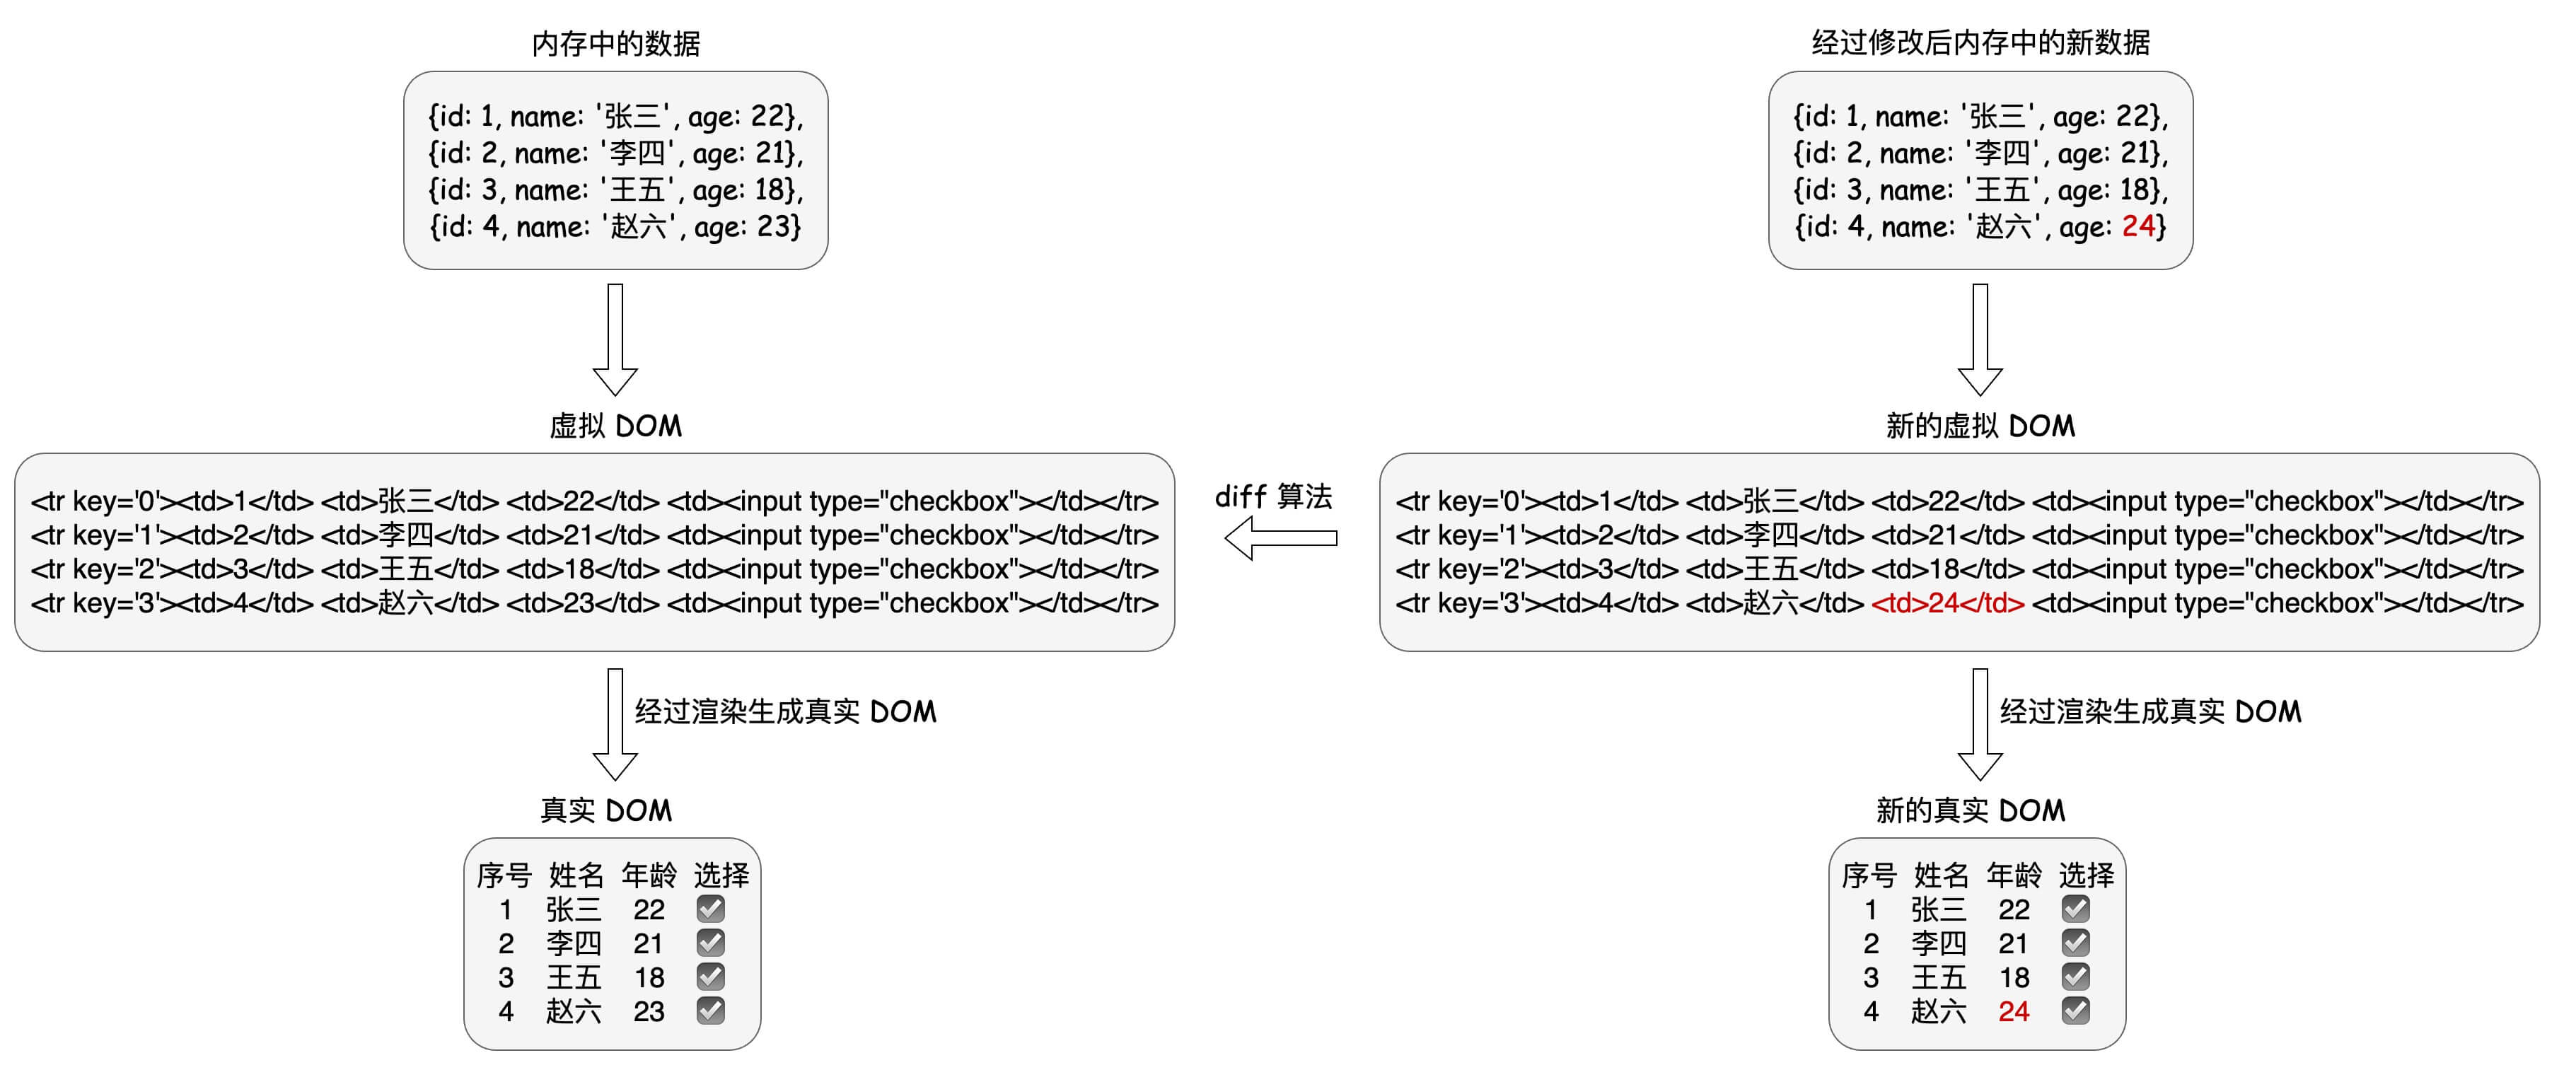 内存中的数据
{id: 1, name: '张三', age: 22},
{id: 2, name: '李四', age: 21},
{id: 3, name: '王五', age: 18},
{id: 4, name: '赵六', age: 23}
虚拟 DOM
<tr key='0'><td>1</td> <td>张三</td> <td>22</td> <td><input type="checkbox"></td></tr>
<tr key='1'><td>2</td> <td>李四</td> <td>21</td> <td><input type="checkbox"></td></tr>
<tr key='2'><td>3</td> <td>王五</td> <td>18</td> <td><input type="checkbox"></td></tr>
<tr key='3'><td>4</td> <td>赵六</td> <td>23</td> <td><input type="checkbox"></td></tr>
经过渲染生成真实 DOM
真实 DOM
序号 姓名 年龄 选择
1 张三 22
2 李四 21
3 王五 18
4 赵六 23
diff 算法
经过修改后内存中的新数据
{id: 1, name: '张三', age: 22},
{id: 2, name: '李四', age: 21},
{id: 3, name: '王五', age: 18},
{id: 4, name: '赵六', age: 24}
新的虚拟 DOM
<tr key='0'><td>1</td> <td>张三</td> <td>22</td> <td><input type="checkbox"></td></tr>
<tr key='1'><td>2</td> <td>李四</td> <td>21</td> <td><input type="checkbox"></td></tr>
<tr key='2'><td>3</td> <td>王五</td> <td>18</td> <td><input type="checkbox"></td></tr>
<tr key='3'><td>4</td> <td>赵六</td> <td>24</td> <td><input type="checkbox"></td></tr>
经过渲染生成真实 DOM
新的真实 DOM
序号 姓名 年龄 选择
1 张三 22
2 李四 21
3 王五 18
4 赵六 24